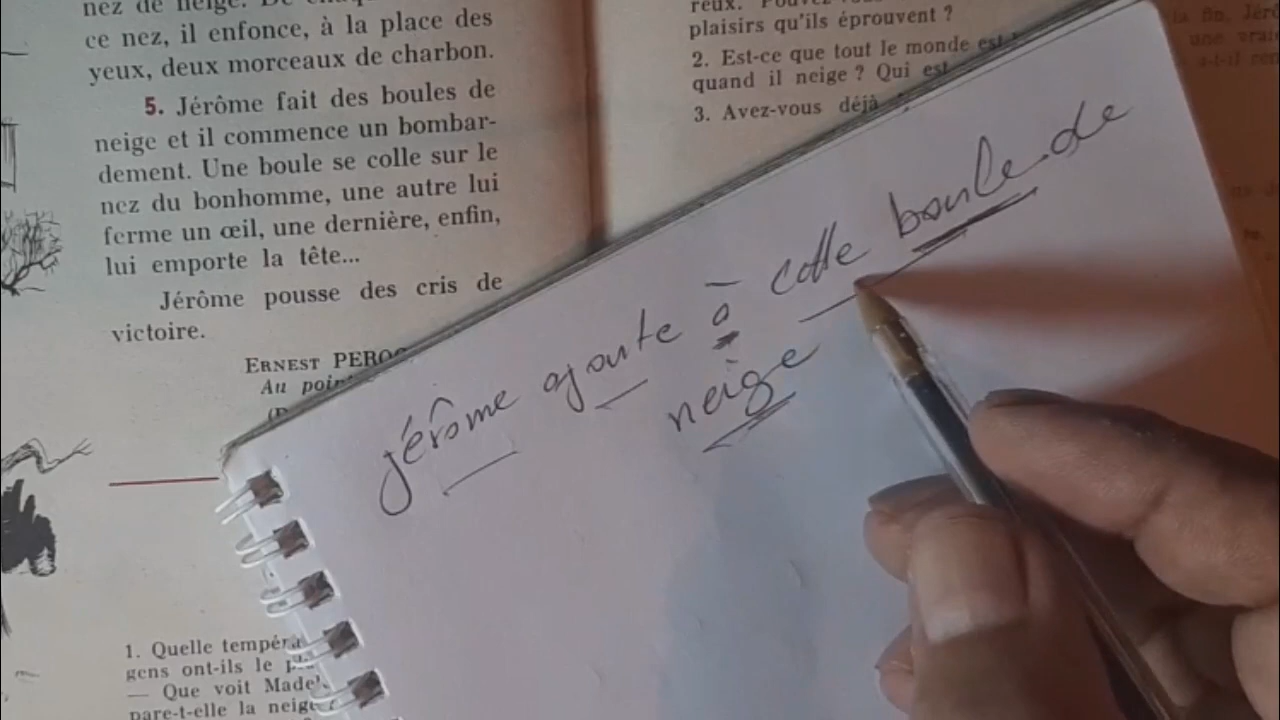 nez de neige. De
ce nez, il enfonce, à la place des
yeux, deux morceaux de charbon.
5. Jérôme fait des boules de
neige et il commence un bombar-
dement. Une boule se colle sur le
nez du bonhomme, une autre lui
ferme un œil, une dernière, enfin,
lui emporte la tête...
Jérôme pousse des cris de
victoire.
ERNEST
Au
plaisirs qu'ils éprouvent ?
2. Est-ce que tout le monde est
quand il neige ? Qui est
3. Avez-vous déjà
la fin, Jér
une
jérôme ajoute à cette boule de
neige
1. Quelle tempéra
gens ont-ils le
— Que voit Made
pare-t-elle la neige